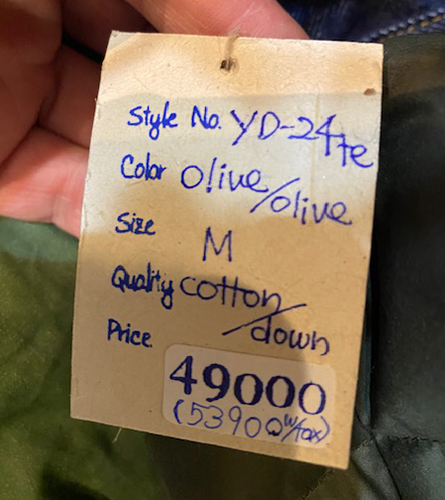 Style No. YD-24te
Color olive/olive
Size M
Quality cotton/down
Price
49000
(53900 w/tax)